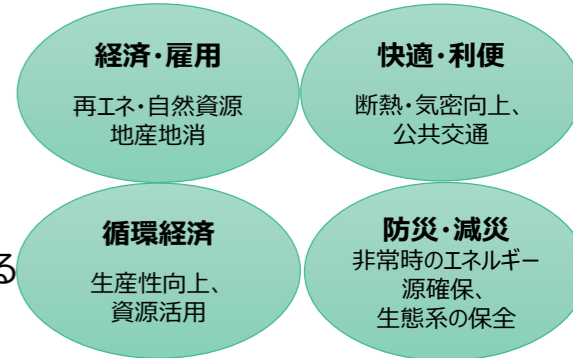 経済・雇用
再エネ・自然資源
地産地消
快適・利便
断熱・気密向上、
公共交通
る
循環経済
生産性向上、
資源活用
防災・減災
非常時のエネルギー
源確保、
生態系の保全